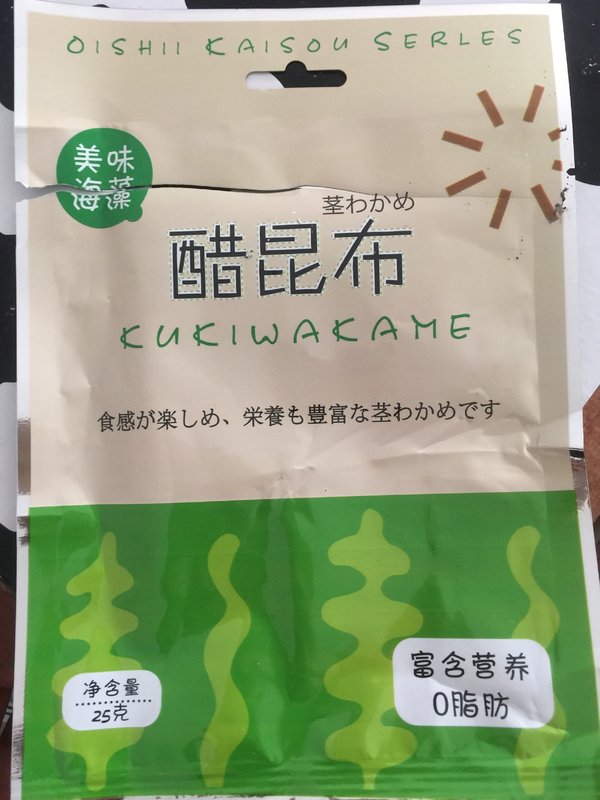 OISHII KAISOU SERLES
美味
海藻
茎わかめ
醋昆布
KUKIWAKAME
食感が楽しめ、栄養も豊富な茎わかめです
富含营养
0脂肪
净含量
25克